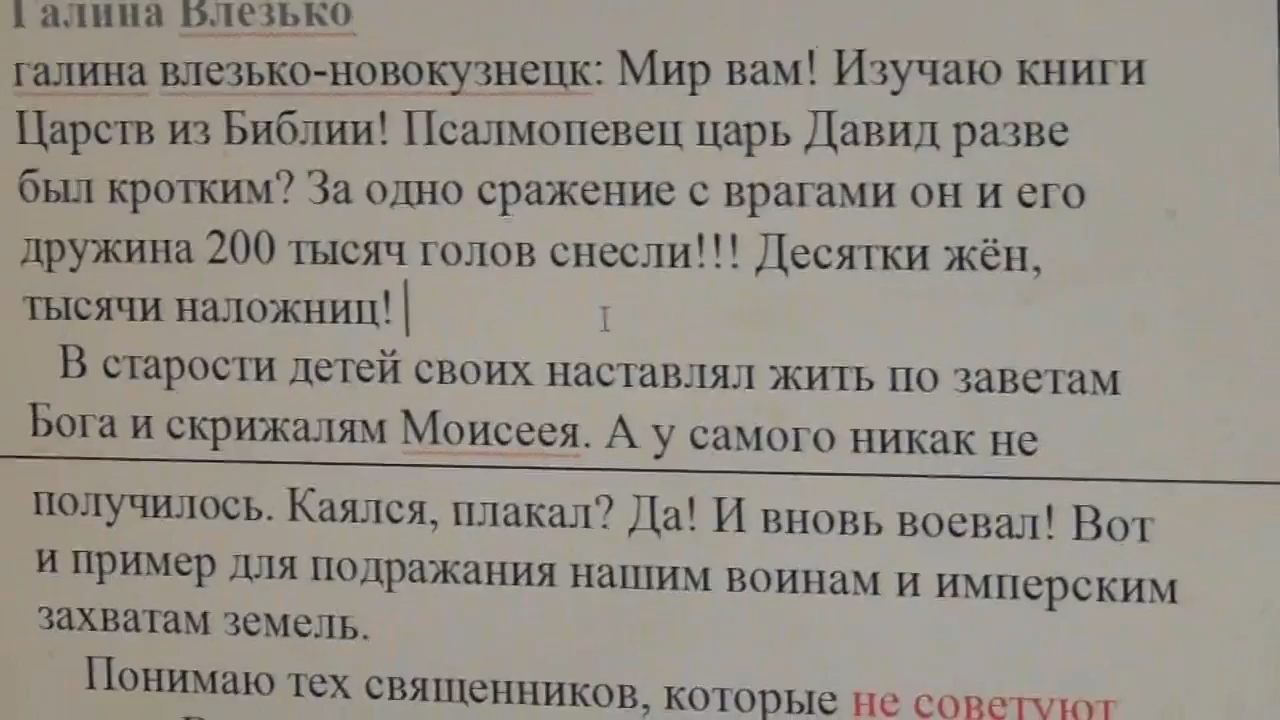 Галина Влезько
галина влезько-новокузнецк: Мир вам! Изучаю книги
Царств из Библии! Псалмопевец царь Давид разве
был кротким? За одно сражение с врагами он и его
дружина 200 тысяч голов снесли!!! Десятки жён,
тысячи наложниц!
В старости детей своих наставлял жить по заветам
Бога и скрижалям Моисеея. А у самого никак не
получилось. Каялся, плакал? Да! И вновь воевал! Вот
и пример для подражания нашим воинам и имперским
захватам земель.
Понимаю тех священников, которые не советуют